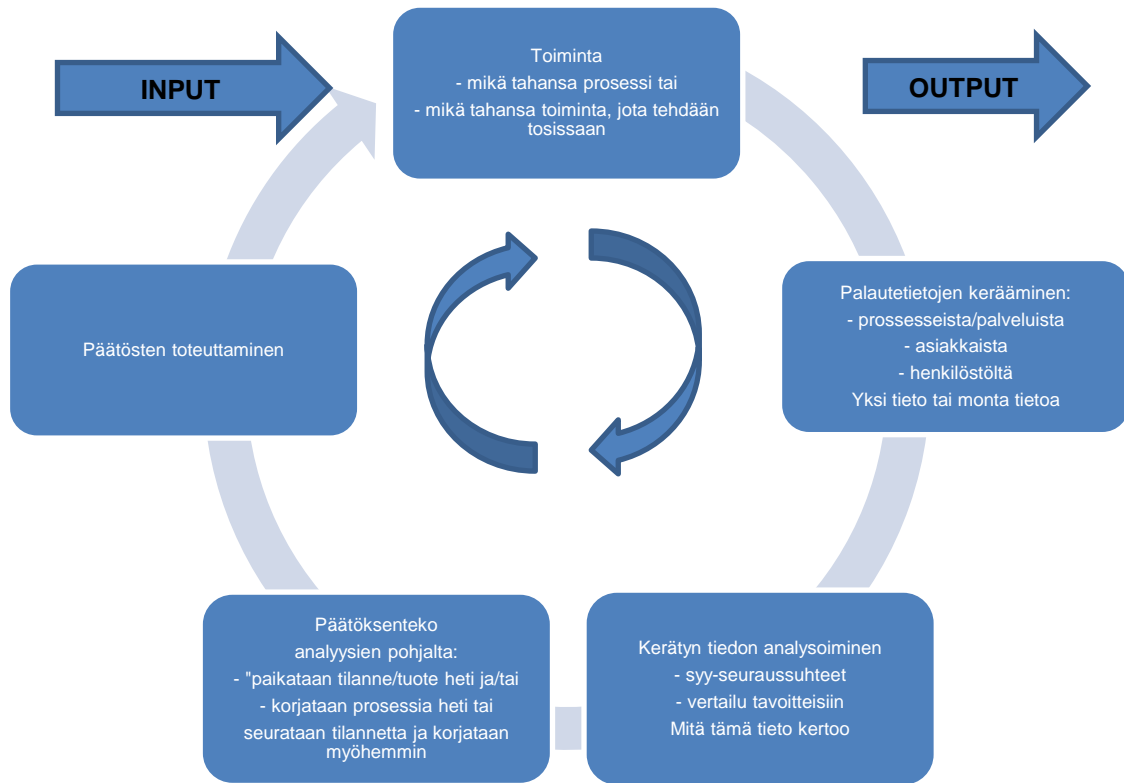 INPUT
Toiminta
- mikä tahansa prosessi tai
- mikä tahansa toiminta, jota tehdään
tosissaan
OUTPUT
Palautetietojen kerääminen:
- prossesseista/palveluista
- asiakkaista
- henkilöstöltä
Yksi tieto tai monta tietoa
Kerätyn tiedon analysoiminen
- syy-seuraussuhteet
- vertailu tavoitteisiin
Mitä tämä tieto kertoo
Päätöksenteko
analyysien pohjalta:
- "paikataan tilanne/tuote heti ja/tai
- korjataan prosessia heti tai
seurataan tilannetta ja korjataan
myöhemmin
Päätösten toteuttaminen